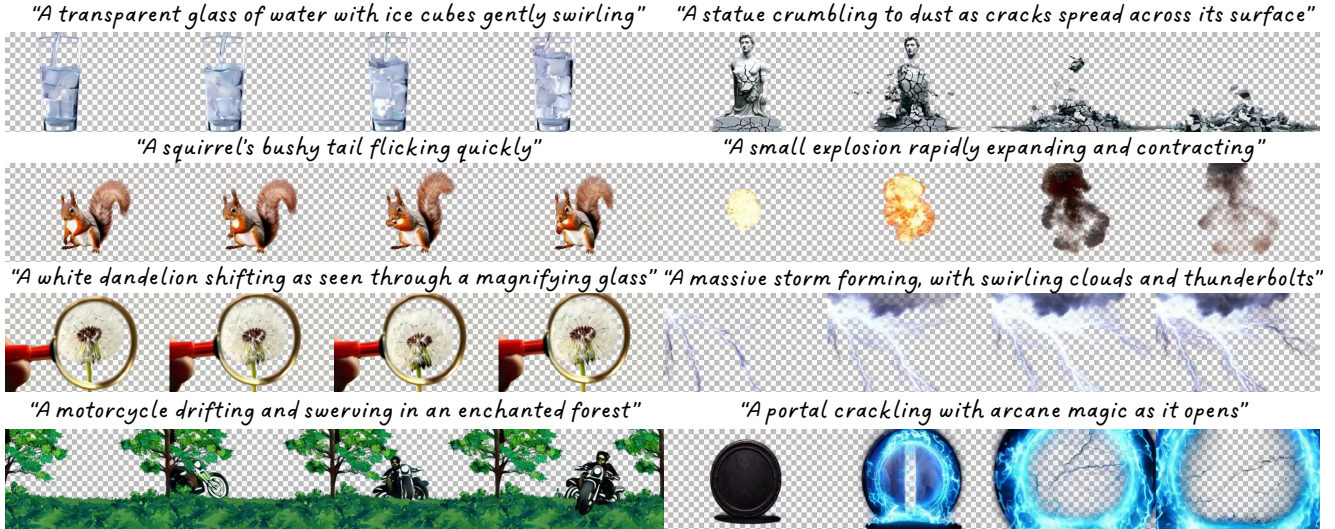 “A transparent glass of water with ice cubes gently swirling”
“A statue crumbling to dust as cracks spread across its surface”
“A squirrel’s bushy tail flicking quickly”
“A small explosion rapidly expanding and contracting”
“A white dandelion shifting as seen through a magnifying glass”
“A massive storm forming, with swirling clouds and thunderbolts”
“A motorcycle drifting and swerving in an enchanted forest”
“A portal crackling with arcane magic as it opens”